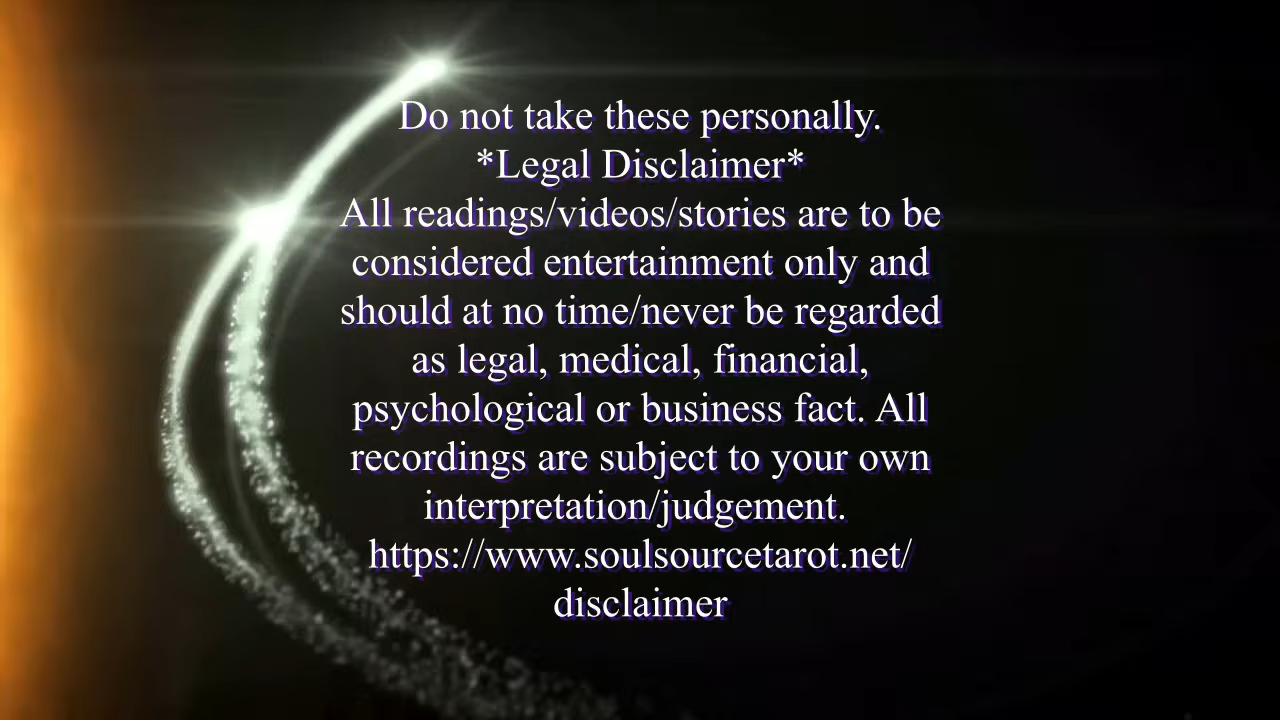 Do not take these personally.
*Legal Disclaimer*
All readings/videos/stories are to be
considered entertainment only and
should at no time/never be regarded
as legal, medical, financial,
psychological or business fact. All
recordings are subject to your own
interpretation/judgement.
https://www.soulsourcetarot.net/
disclaimer